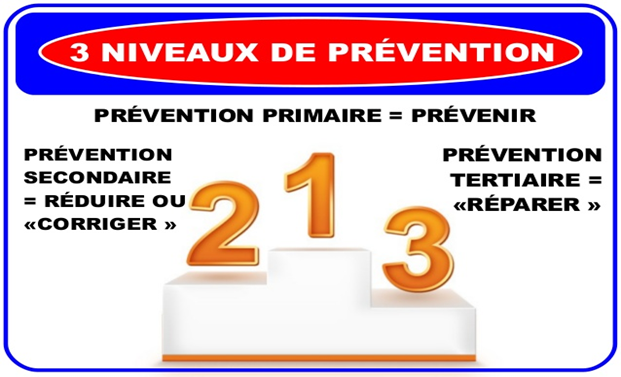 3 NIVEAUX DE PRÉVENTION
PRÉVENTION PRIMAIRE = PRÉVENIR
PRÉVENTION
SECONDAIRE
= RÉDUIRE OU
«CORRIGER »
2
1
3
PRÉVENTION
TERTIAIRE =
«RÉPARER »